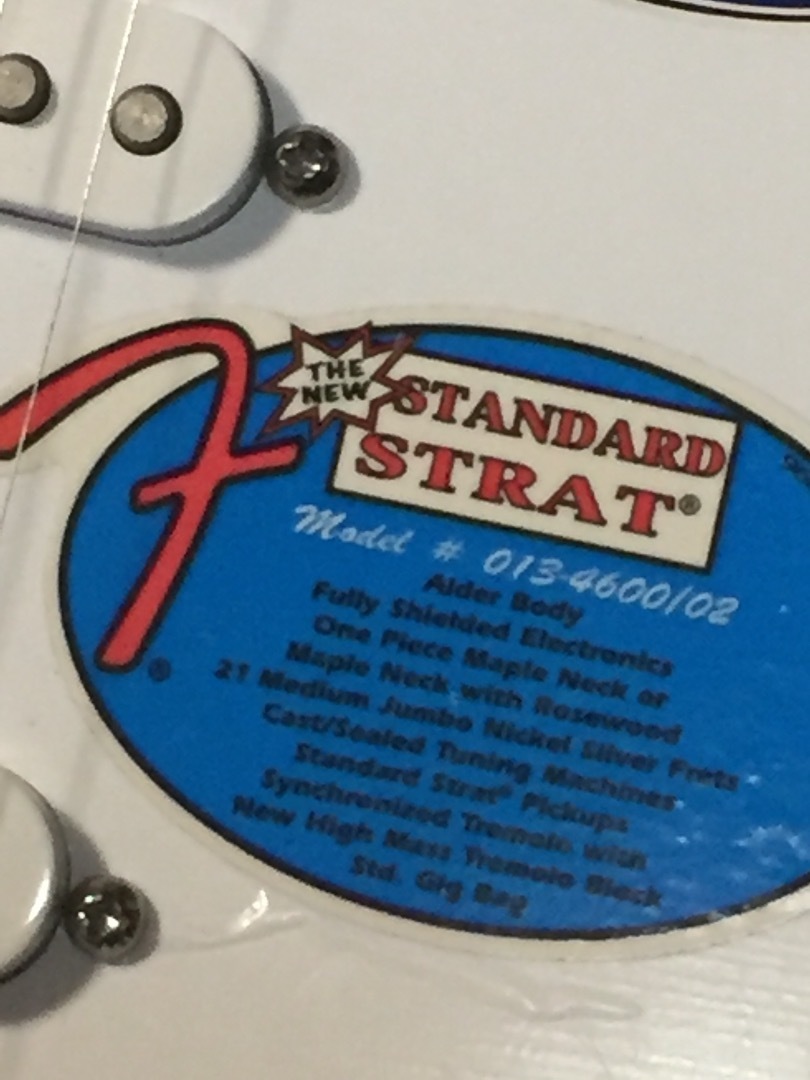 THE
NEW
STANDARD
STRAT®
Model # 013-4600/02
Alder Body
Fully Shielded Electronics
One Piece Maple Neck or
Maple Neck with Rosewood
21 Medium Jumbo Nickel Silver Frets
Cast/Sealed Tuning Machines
Standard Strat® Pickups
Synchronized Tremolo with
New High Mass Tremolo Block
Std. Gig Bag
F
®